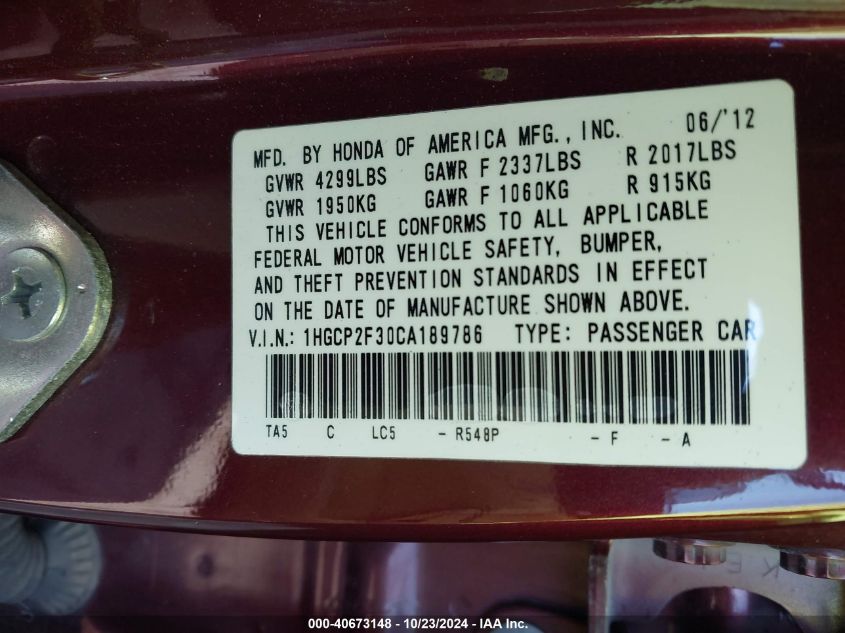 MFD. BY HONDA OF AMERICA MFG., INC. 06/'12
GVWR 4299LBS GAWR F 2337LBS R 2017LBS
GVWR 1950KG GAWR F 1060KG R 915KG
THIS VEHICLE CONFORMS TO ALL APPLICABLE
FEDERAL MOTOR VEHICLE SAFETY, BUMPER,
AND THEFT PREVENTION STANDARDS IN EFFECT
ON THE DATE OF MANUFACTURE SHOWN ABOVE.
V.I.N.: 1HGCP2F30CA189786 TYPE: PASSENGER CAR
TA5 C LC5 - R548P - F - A
K E
000-40673148 - 10/23/2024 - IAA Inc.